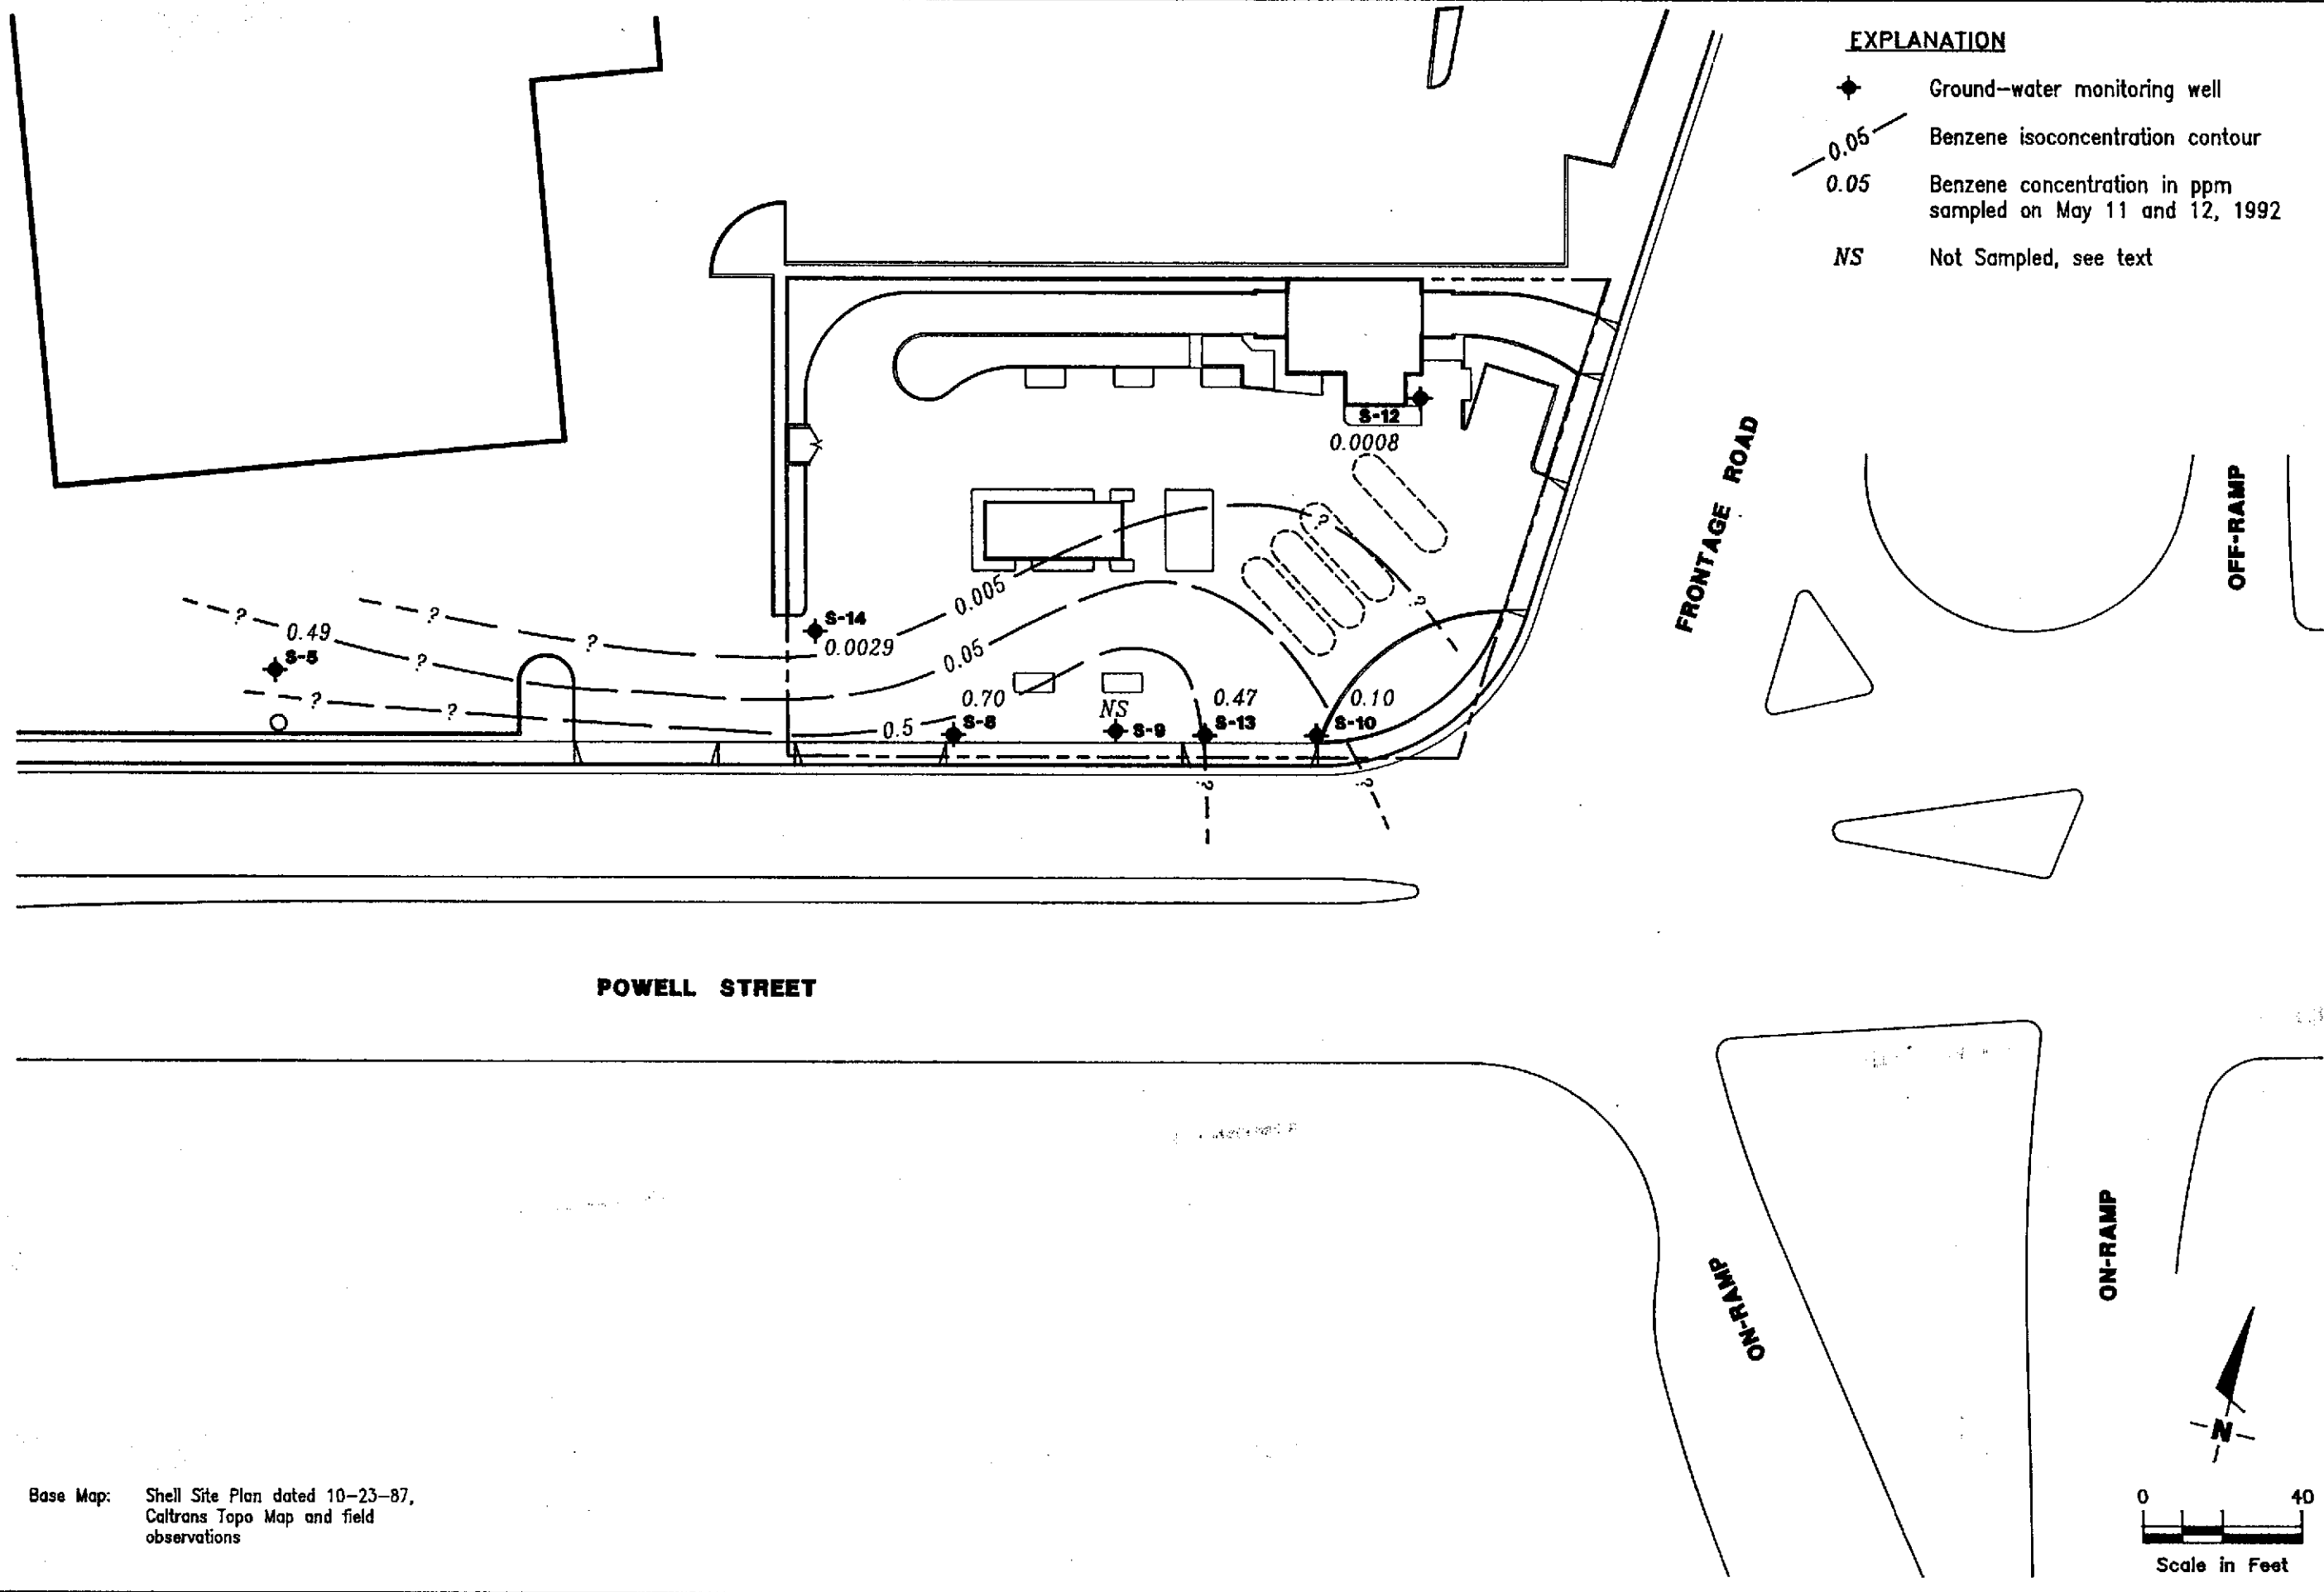 EXPLANATION
Ground-water monitoring well
0.05
Benzene isoconcentration contour
0.05
Benzene concentration in ppm
sampled on May 11 and 12, 1992
NS
Not Sampled, see text
S-12
0.0008
FRONTAGE ROAD
OFF-RAMP
?
0.005
?
?
?
?
0.49
S-5
?
S-14
0.0029
0.05
?
?
0.70
NS
0.47
0.10
0.5
S-8
S-9
S-13
S-10
?
?
POWELL STREET
ON-RAMP
ON-RAMP
N
Base Map: Shell Site Plan dated 10-23-87,
Caltrans Topo Map and field
observations
0 40
Scale in Feet